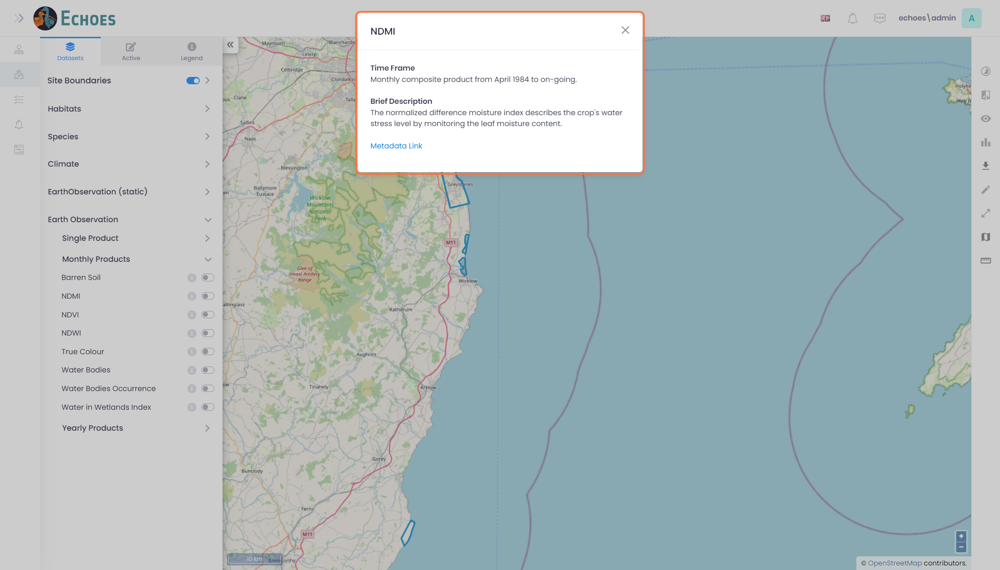 ECHOES
echoes\admin
A
Datasets
Active
Legend
Site Boundaries
Habitats
Species
Climate
EarthObservation (static)
Earth Observation
Single Product
Monthly Products
Barren Soil
NDMI
NDVI
NDWI
True Colour
Water Bodies
Water Bodies Occurrence
Water in Wetlands Index
Yearly Products
NDMI
Time Frame
Monthly composite product from April 1984 to on-going.
Brief Description
The normalized difference moisture index describes the crop's water
stress level by monitoring the leaf moisture content.
Metadata Link
Maynooth
Blanchardst
Leixlip
Celbridge
Clondalkin
Talla
Clane
Sallins
Naas
Blessington
Ballymore
Eustace
Greystones
Wicklow
Mountains
National
Park
M11
Glen of
Imaal Artillery
Range
Wicklow
altinglass
Rathdrum
Aughrim
Tinahely
Arklow
Gorey
Bunclody
Ferns
M11
10 km
Enniscorthy
Holyhe
Holy Is
+
−
© OpenStreetMap contributors.